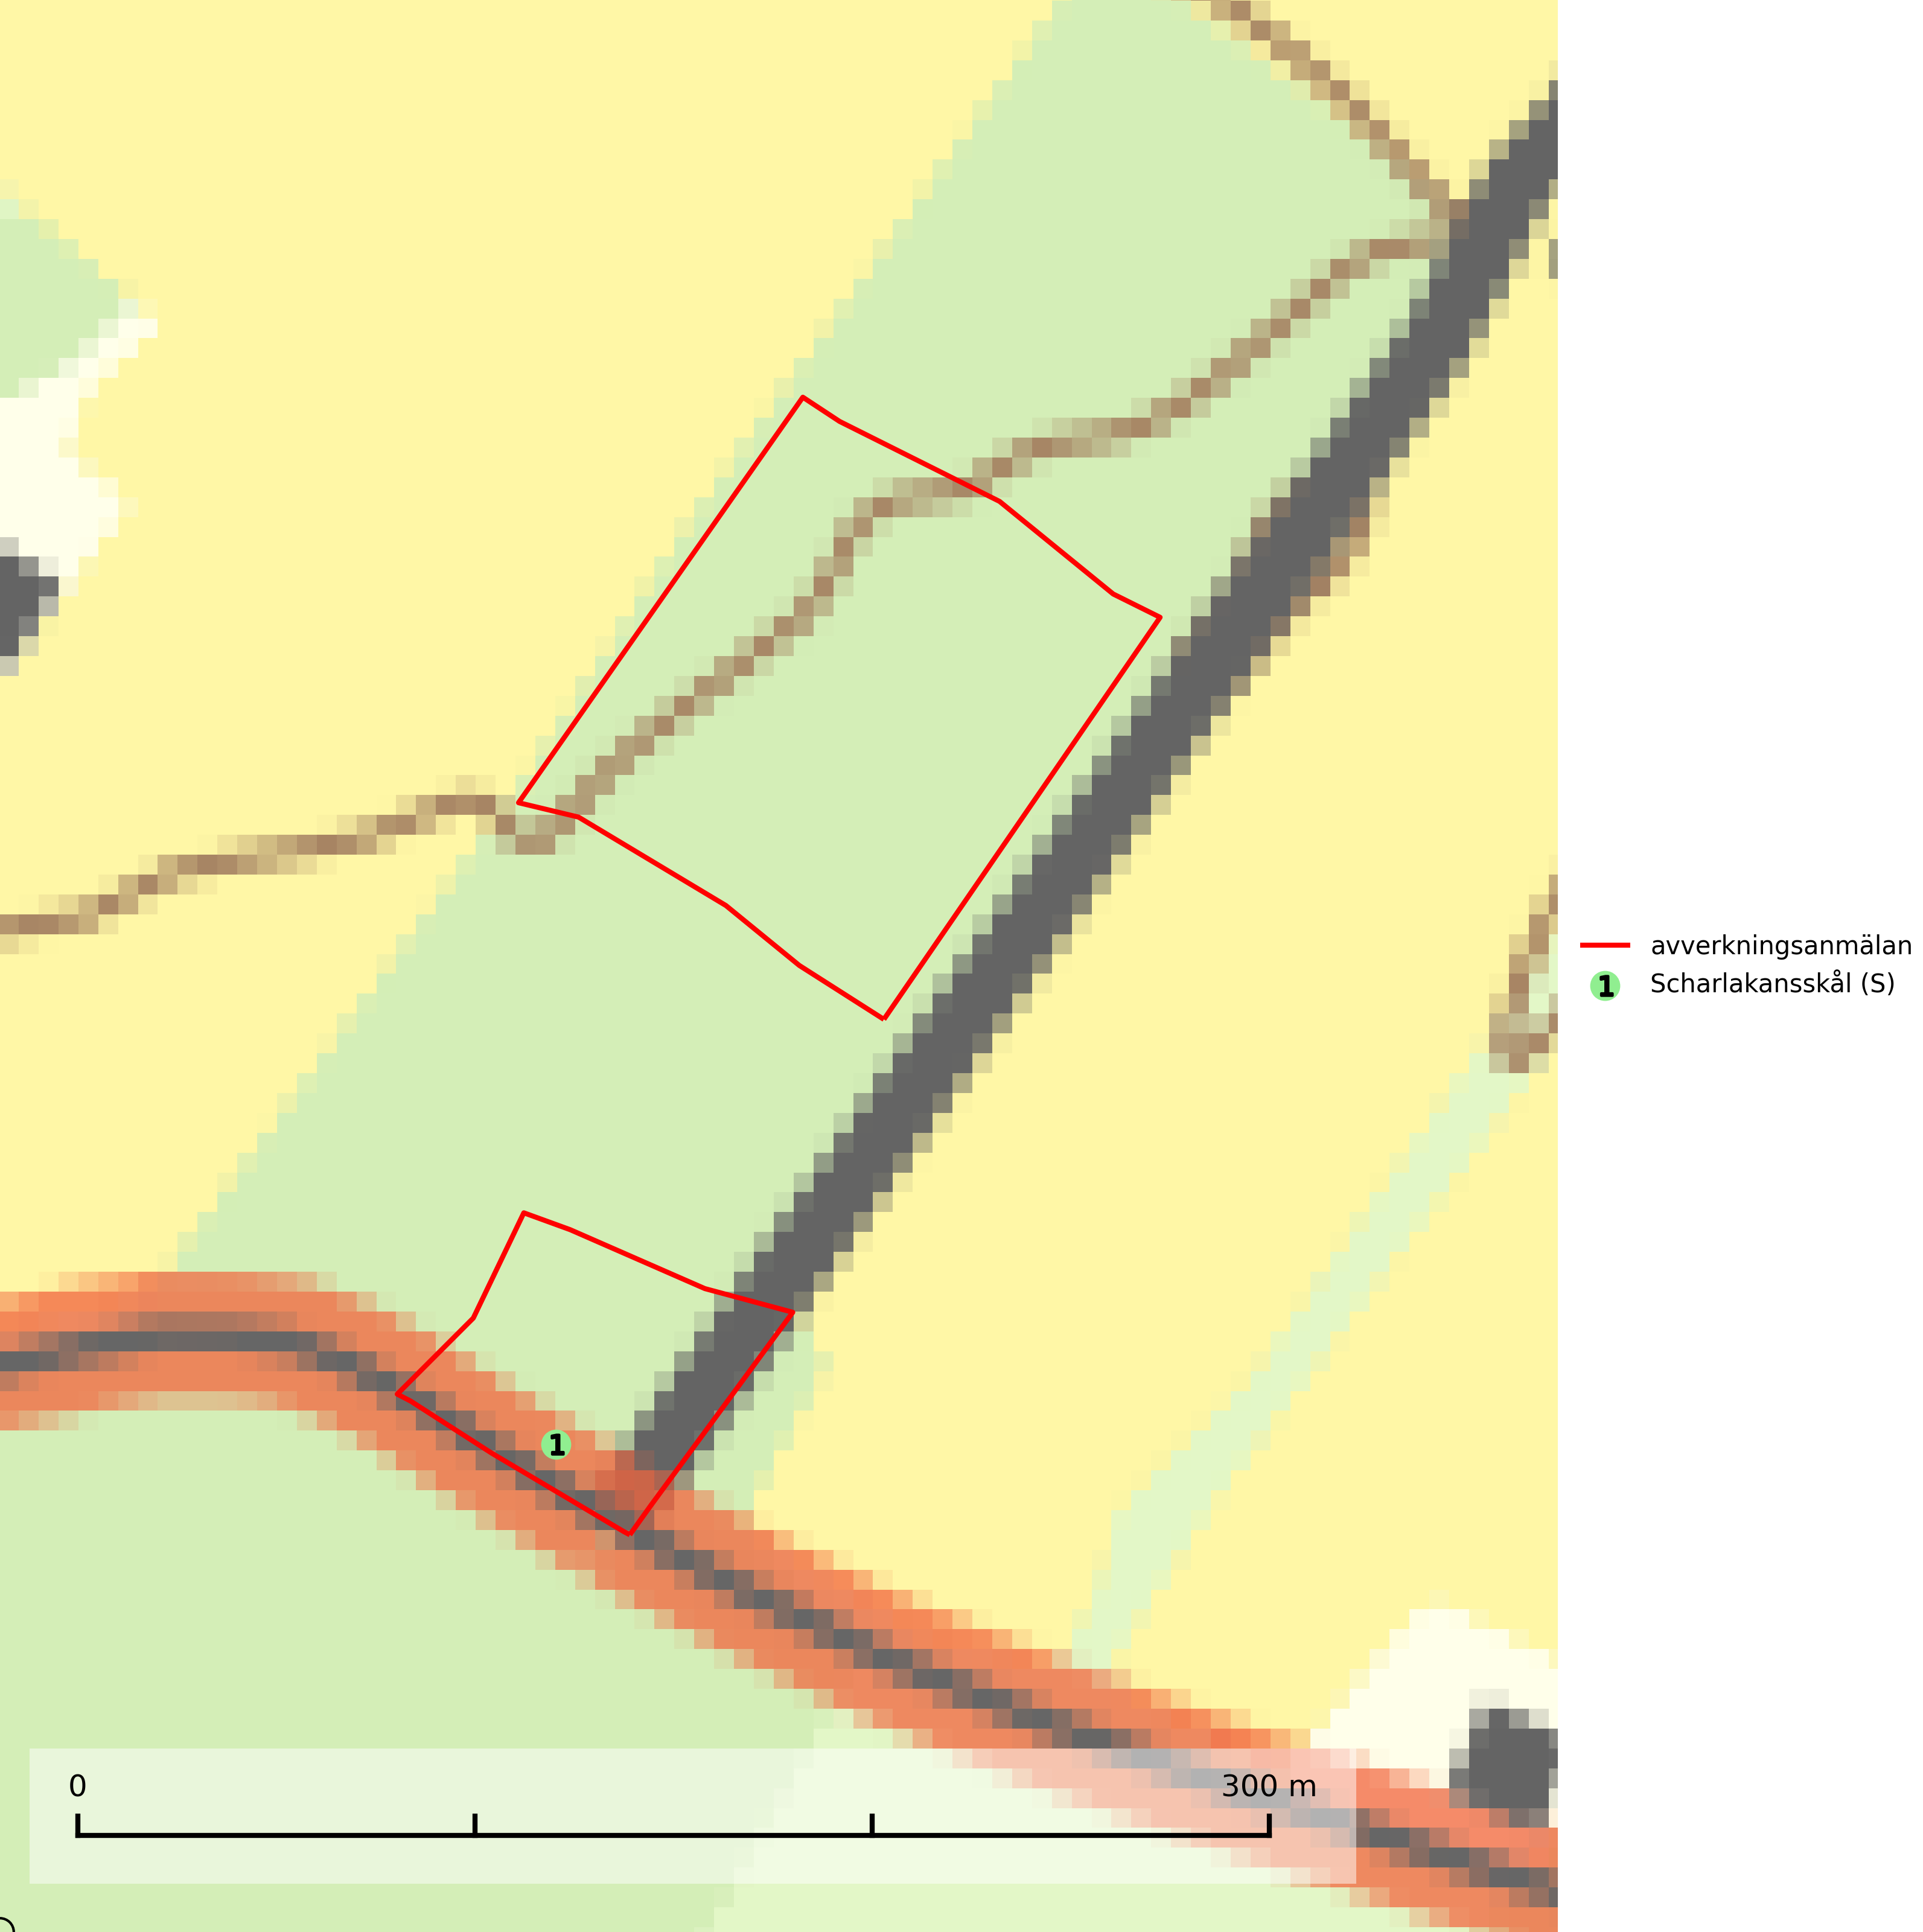 avverkningsanmälan
1 Scharlakansskål (S)
1
0 300 m